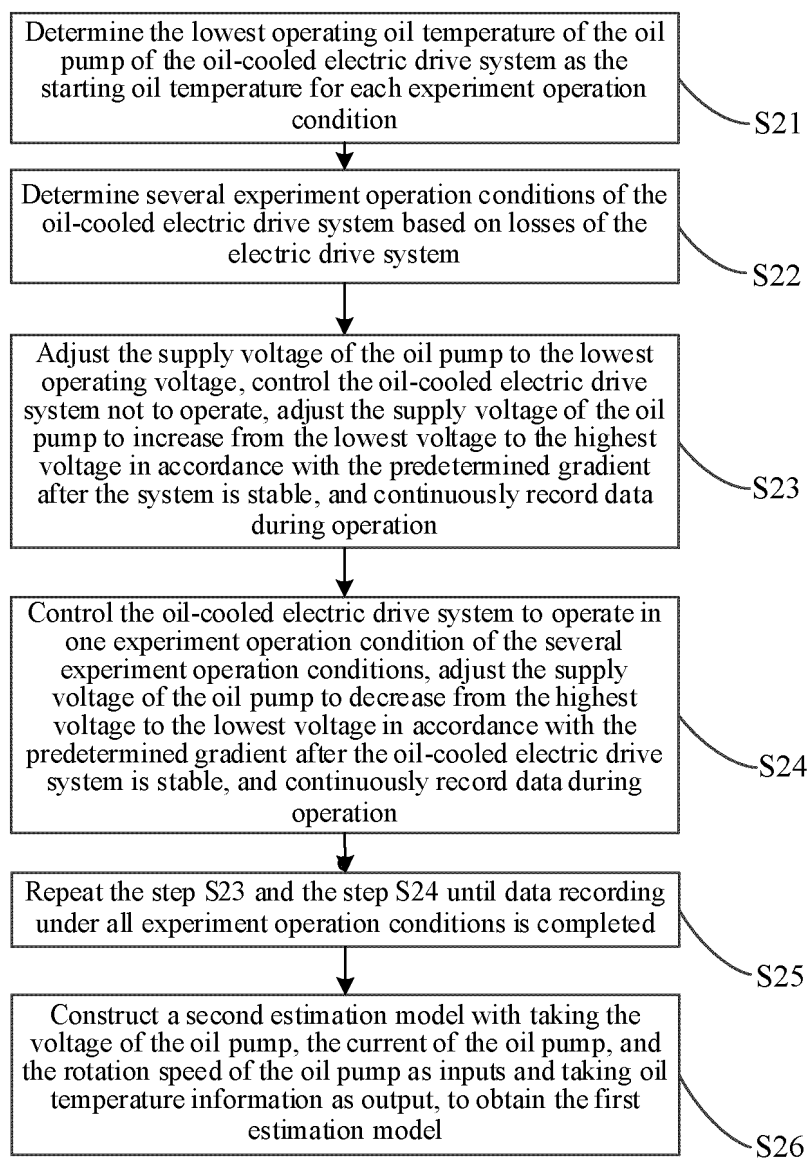 Determine the lowest operating oil temperature of the oil
pump of the oil-cooled electric drive system as the
starting oil temperature for each experiment operation
condition
S21
Determine several experiment operation conditions of the
oil-cooled electric drive system based on losses of the
electric drive system
S22
Adjust the supply voltage of the oil pump to the lowest
operating voltage, control the oil-cooled electric drive
system not to operate, adjust the supply voltage of the oil
pump to increase from the lowest voltage to the highest
voltage in accordance with the predetermined gradient
after the system is stable, and continuously record data
during operation
S23
Control the oil-cooled electric drive system to operate in
one experiment operation condition of the several
experiment operation conditions, adjust the supply
voltage of the oil pump to decrease from the highest
voltage to the lowest voltage in accordance with the
predetermined gradient after the oil-cooled electric drive
system is stable, and continuously record data during
operation
S24
Repeat the step S23 and the step S24 until data recording
under all experiment operation conditions is completed
S25
Construct a second estimation model with taking the
voltage of the oil pump, the current of the oil pump, and
the rotation speed of the oil pump as inputs and taking oil
temperature information as output, to obtain the first
estimation model
S26